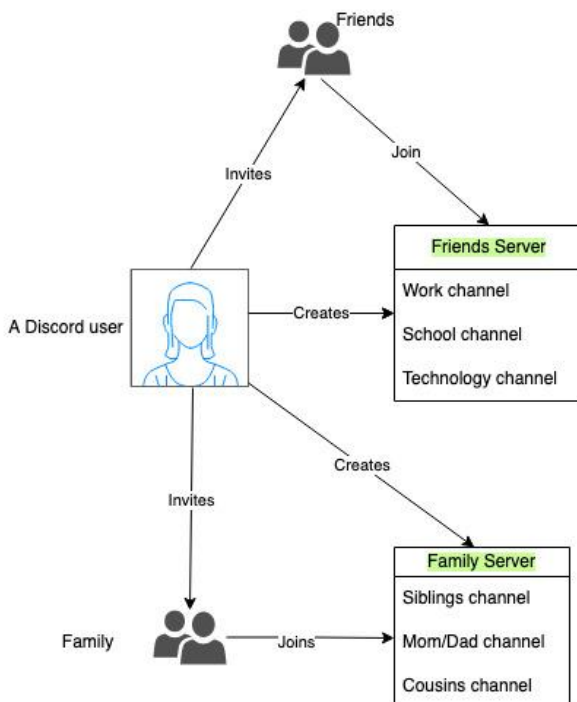 Friends
Invites
Join
Friends Server
Work channel
School channel
Technology channel
A Discord user
Creates
Creates
Invites
Family Server
Siblings channel
Mom/Dad channel
Cousins channel
Family
Joins